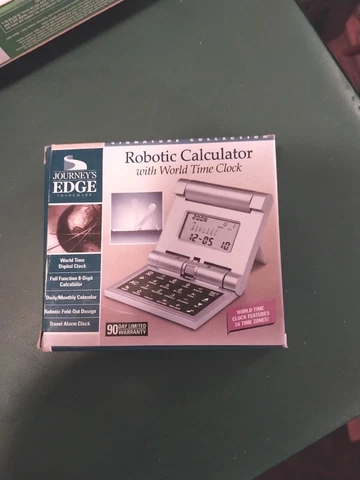 SIGNATURE COLLECTION
JOURNEY'S
EDGE
Robotic Calculator
with World Time Clock
World Time
Digital Clock
Full Function 8-Digit
Calculator
Daily/Monthly Calendar
Robotic Fold-Out Design
Travel Alarm Clock
2008
12-05 10
90 DAY LIMITED
WARRANTY
WORLD TIME
CLOCK FEATURES
16 TIME ZONES!